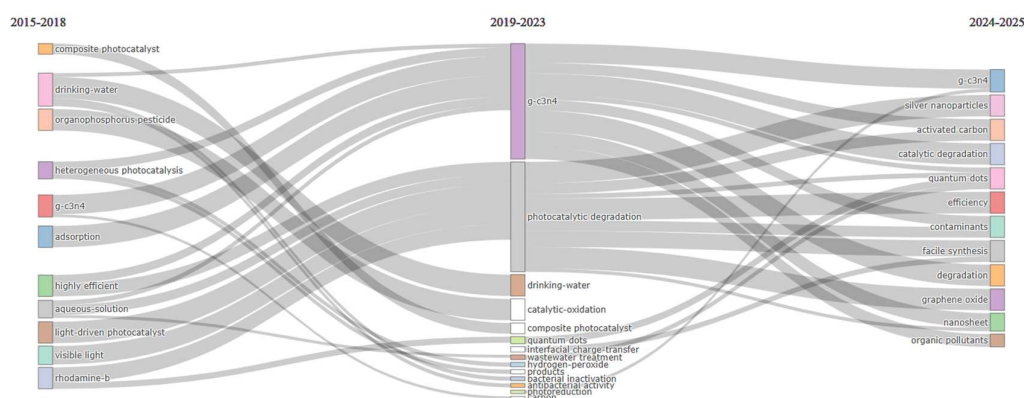 2015-2018
2019-2023
2024-2025
composite photocatalyst
drinking-water
organophosphorus-pesticide
heterogeneous photocatalysis
g-c3n4
adsorption
highly efficient
aqueous-solution
light-driven photocatalyst
visible light
rhodamine-b
g-c3n4
photocatalytic degradation
drinking-water
catalytic-oxidation
composite photocatalyst
quantum dots
interfacial charge-transfer
wastewater treatment
hydrogen-peroxide
products
bacterial inactivation
antibacterial activity
photoreduction
g-c3n4
silver nanoparticles
activated carbon
catalytic degradation
quantum dots
efficiency
contaminants
facile synthesis
degradation
graphene oxide
nanosheet
organic pollutants